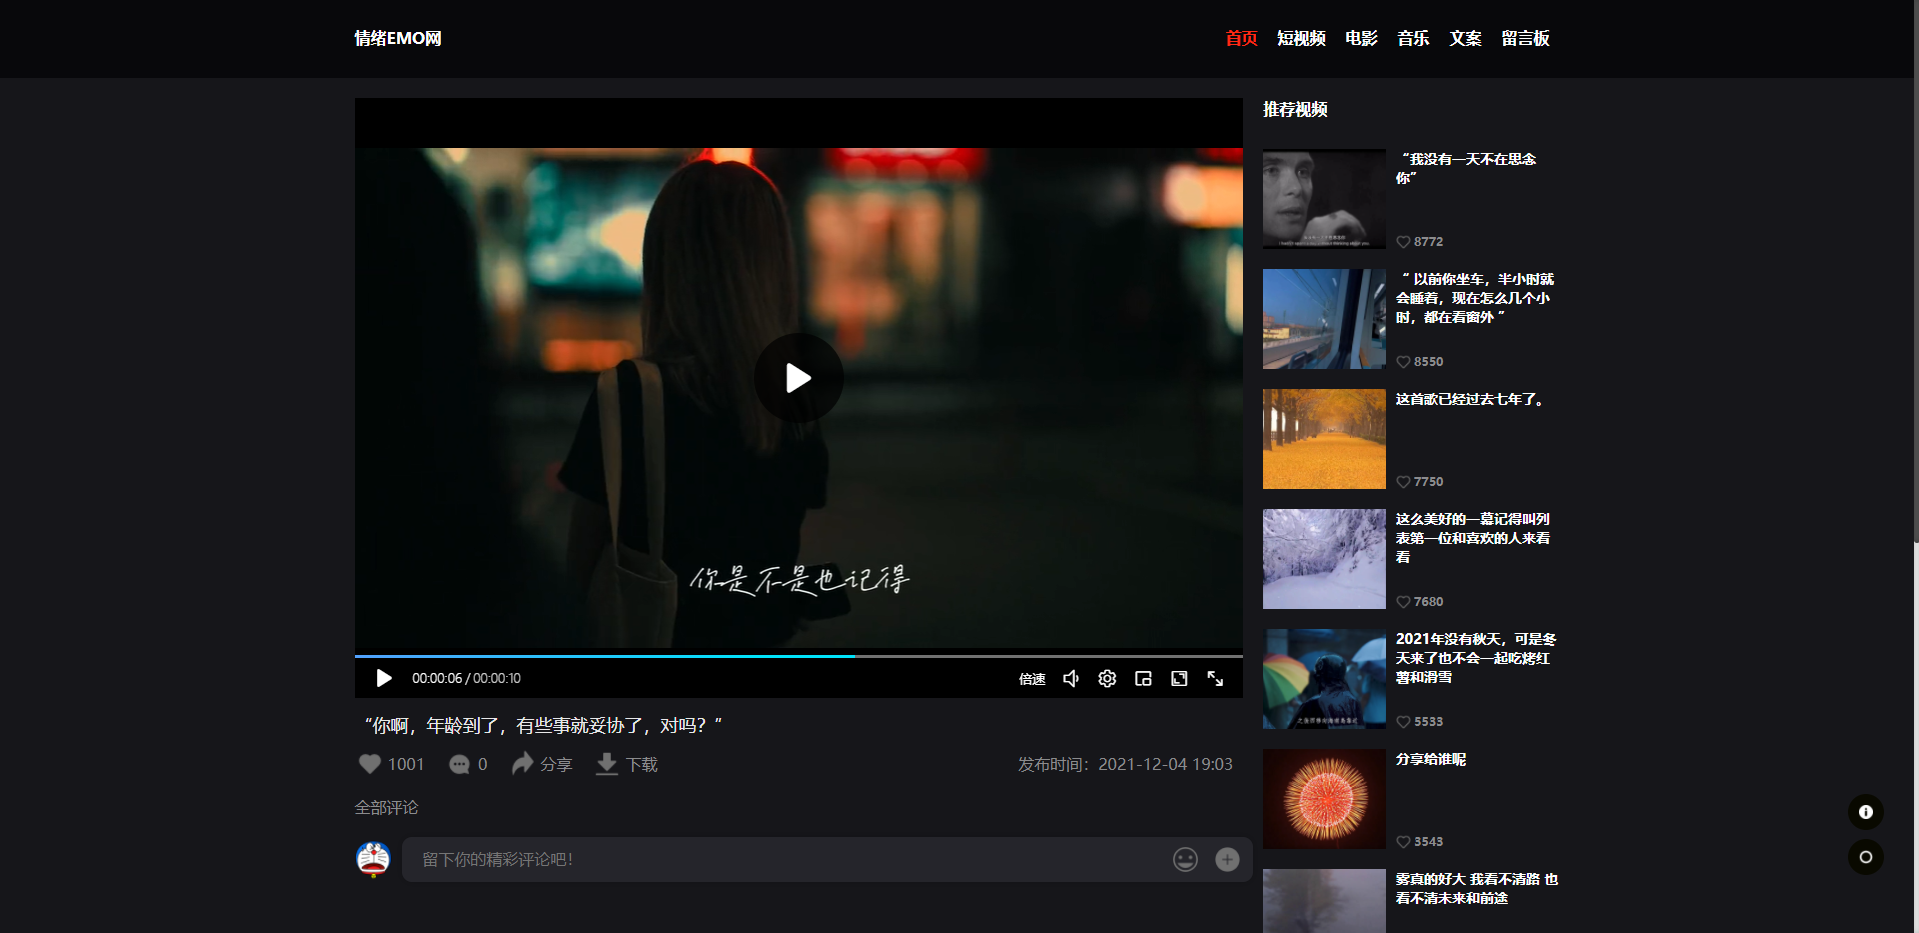 情绪EMO网
首页 短视频 电影 音乐 文案 留言板
你是不是也记得
00:00:06 / 00:00:10
倍速
“你啊，年龄到了，有些事就妥协了，对吗？”
1001 0 分享 下载
发布时间：2021-12-04 19:03
全部评论
留下你的精彩评论吧！
推荐视频
“我没有一天不在思念
你”
8772
“ 以前你坐车，半小时就
会睡着，现在怎么几个小
时，都在看窗外 ”
8550
这首歌已经过去七年了。
7750
这么美好的一幕记得叫列
表第一位和喜欢的人来看
看
7680
2021年没有秋天，可是冬
天来了也不会一起吃烤红
薯和滑雪
5533
分享给谁呢
3543
雾真的好大 我看不清路 也
看不清未来和前途